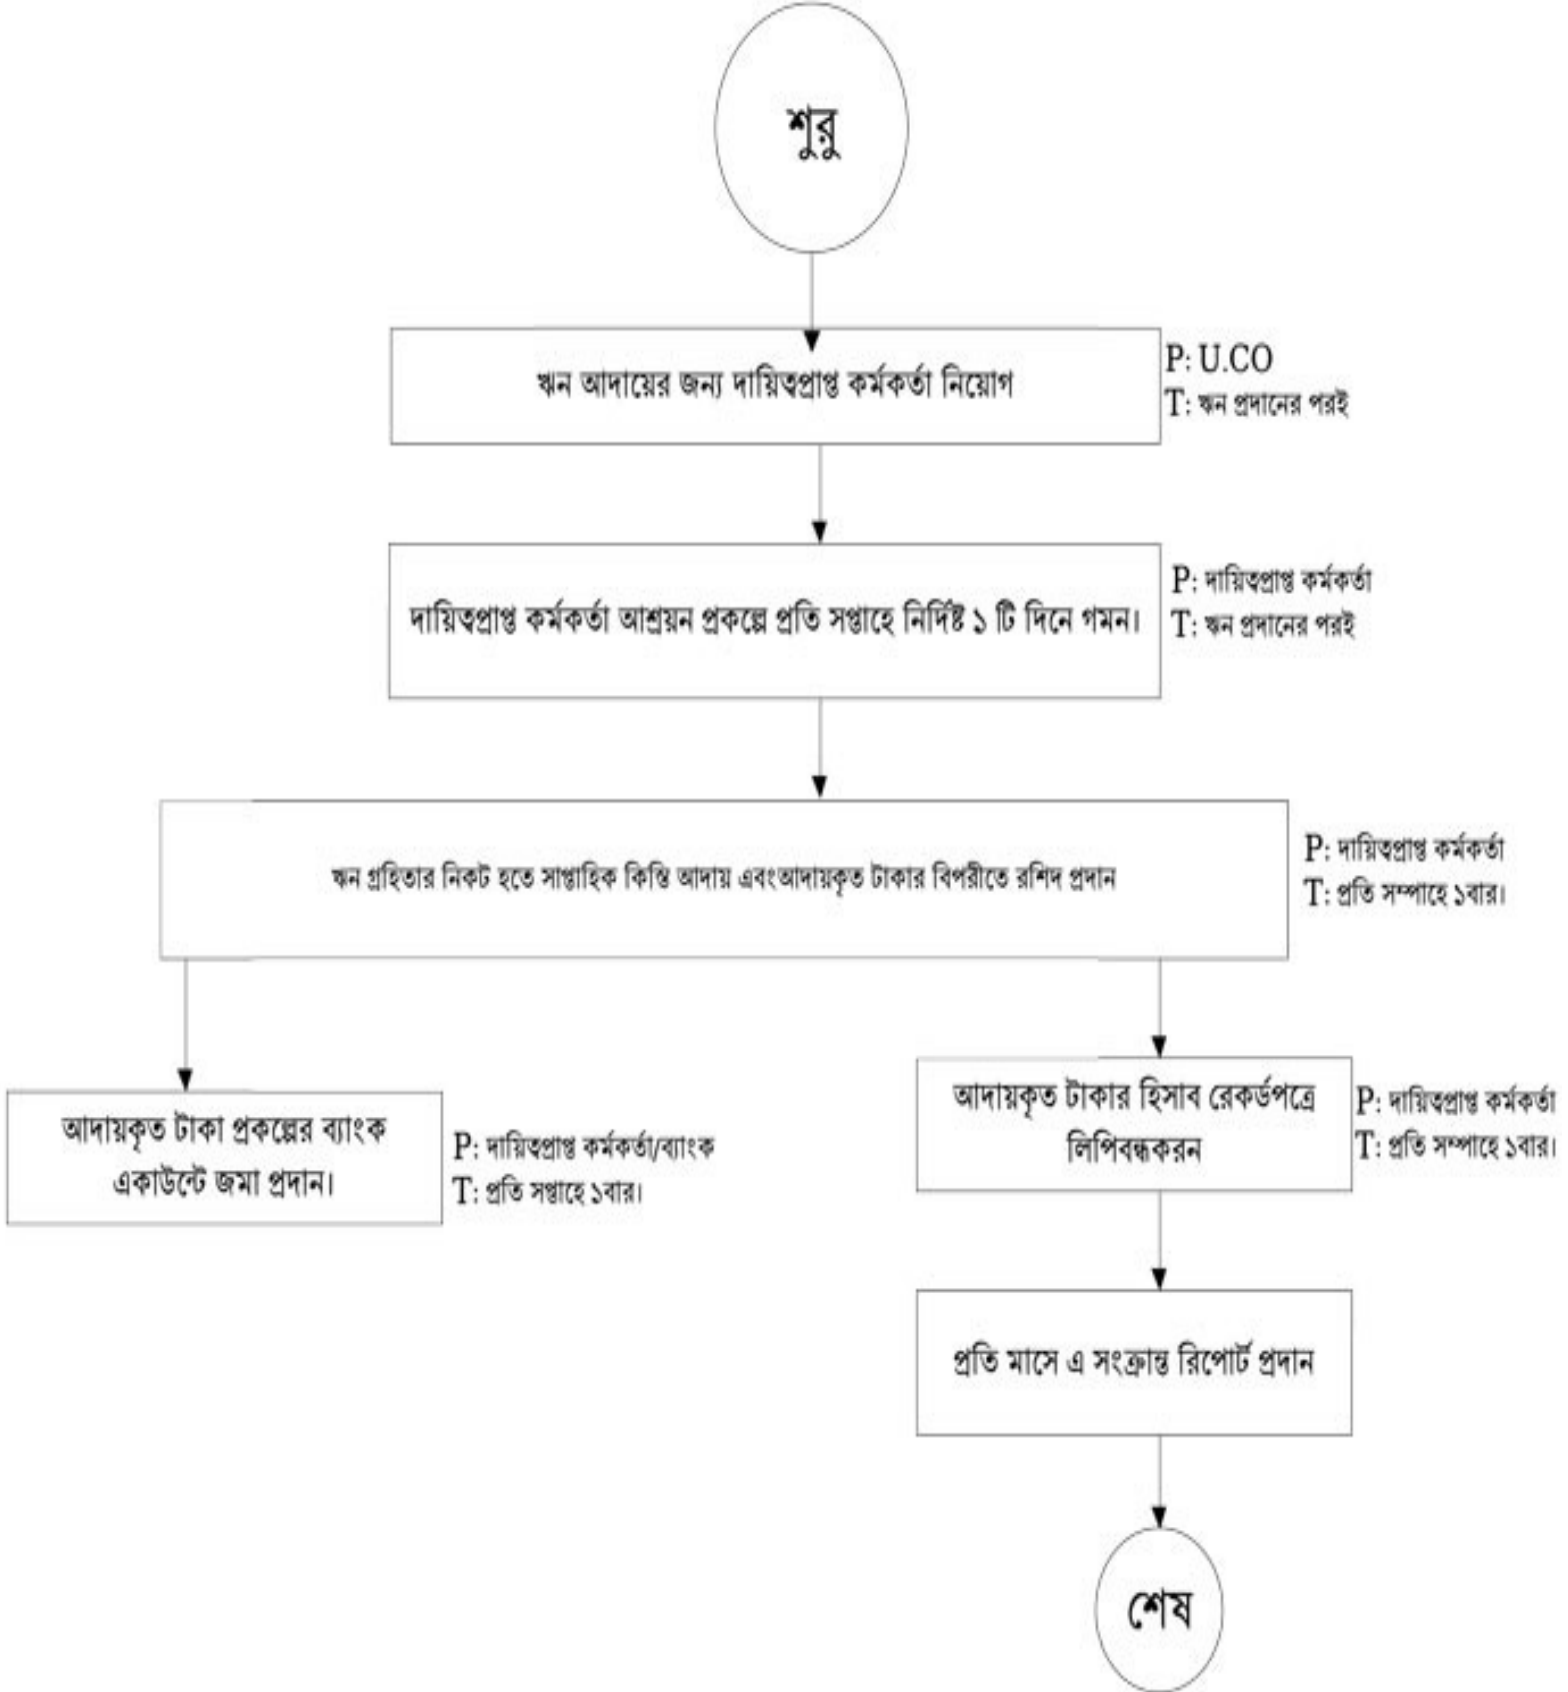 শুরু
ঋন আদায়ের জন্য দায়িত্বপ্রাপ্ত কর্মকর্তা নিয়োগ
P: U.CO
T: ঋন প্রদানের পরই
দায়িত্বপ্রাপ্ত কর্মকর্তা আশ্রয়ন প্রকল্পে প্রতি সপ্তাহে নির্দিষ্ট ১ টি দিনে গমন।
P: দায়িত্বপ্রাপ্ত কর্মকর্তা
T: ঋন প্রদানের পরই
ঋন গ্রহিতার নিকট হতে সাপ্তাহিক কিস্তি আদায় এবংআদায়কৃত টাকার বিপরীতে রশিদ প্রদান
P: দায়িত্বপ্রাপ্ত কর্মকর্তা
T: প্রতি সম্পাহে ১বার।
আদায়কৃত টাকা প্রকল্পের ব্যাংক
একাউন্টে জমা প্রদান।
P: দায়িত্বপ্রাপ্ত কর্মকর্তা/ব্যাংক
T: প্রতি সপ্তাহে ১বার।
আদায়কৃত টাকার হিসাব রেকর্ডপত্রে
লিপিবন্ধকরন
P: দায়িত্বপ্রাপ্ত কর্মকর্তা
T: প্রতি সম্পাহে ১বার।
প্রতি মাসে এ সংক্রান্ত রিপোর্ট প্রদান
শেষ